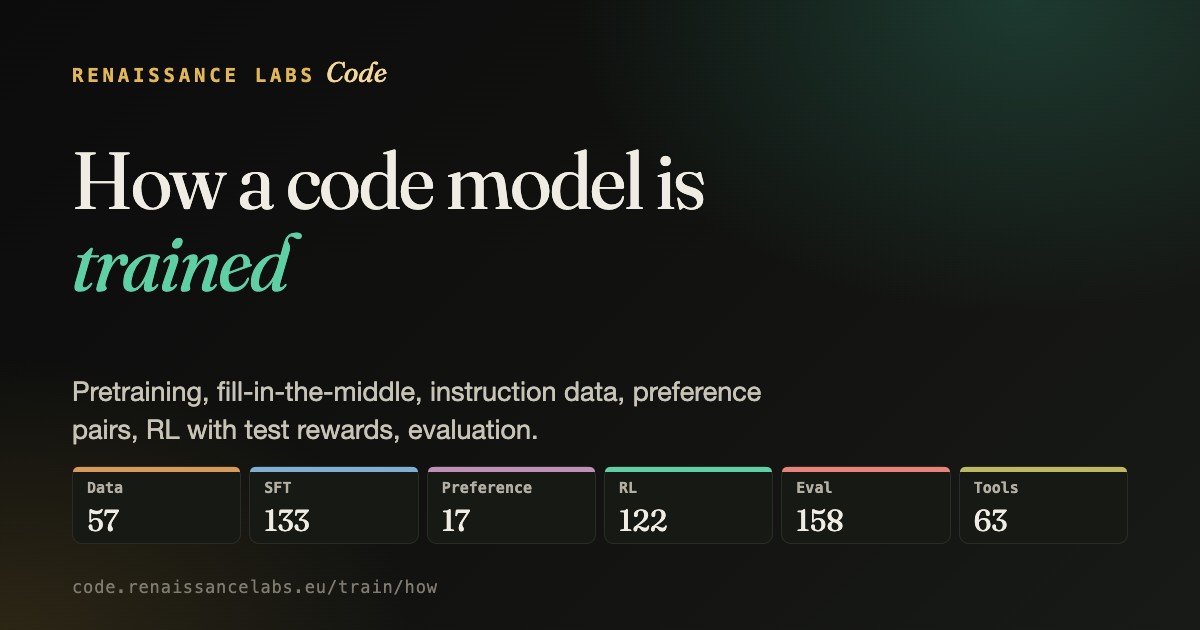 RENAISSANCE LABS Code
How a code model is
trained
Pretraining, fill-in-the-middle, instruction data, preference
pairs, RL with test rewards, evaluation.
Data
57
SFT
133
Preference
17
RL
122
Eval
158
Tools
63
code.renaissancelabs.eu/train/how